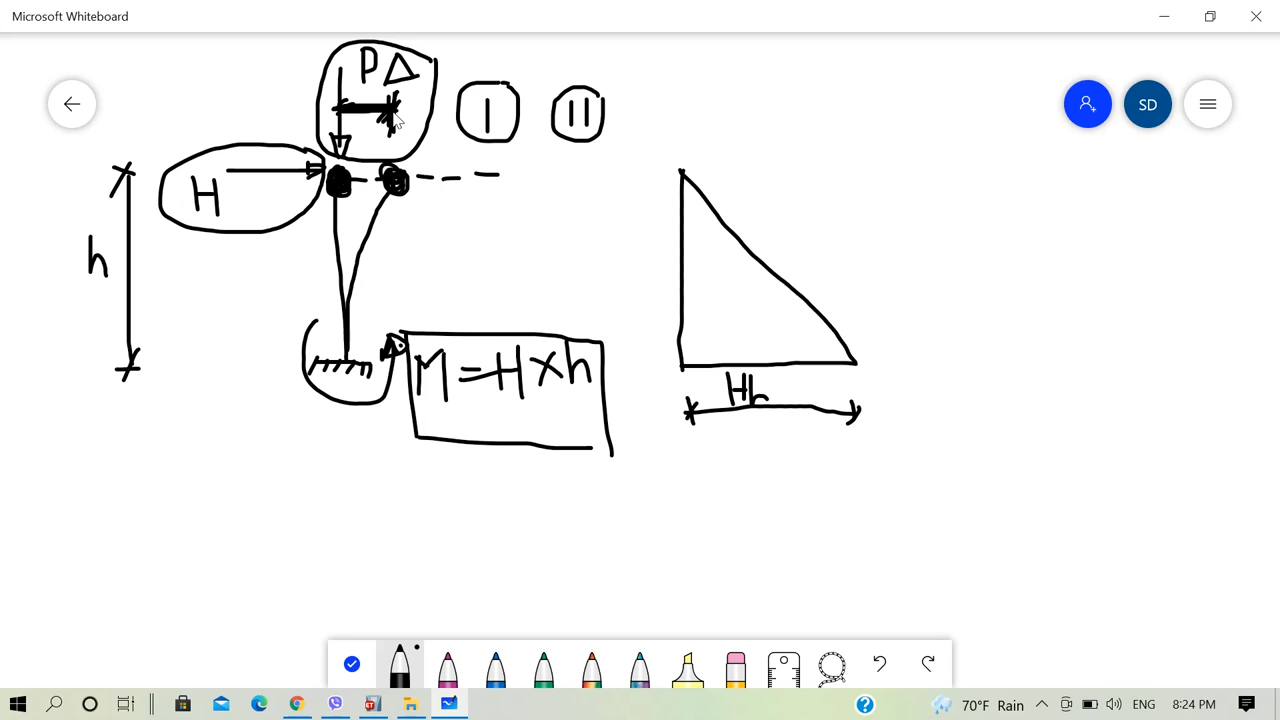 Microsoft Whiteboard
SD
P Δ
I
II
H
h
M = H × h
Hh
70°F Rain
ENG
8:24 PM